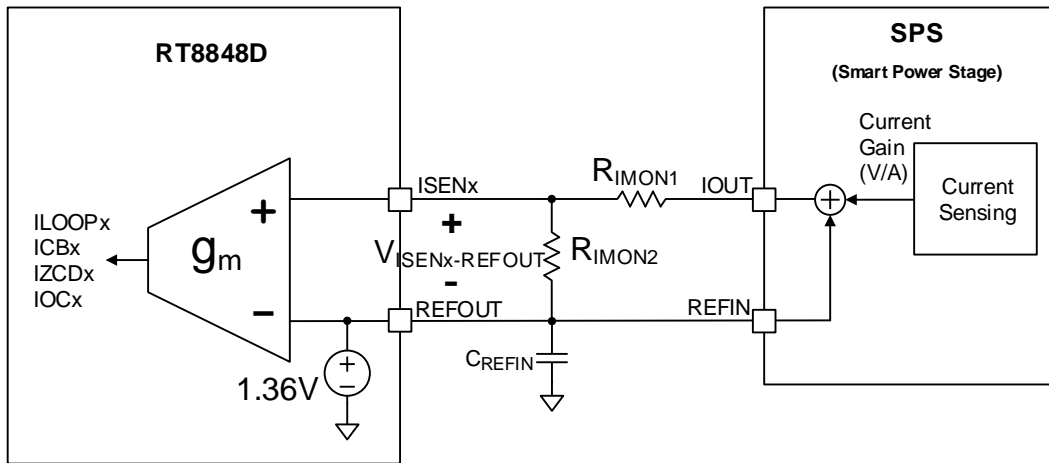 RT8848D
SPS
(Smart Power Stage)
Current
Gain
(V/A)
Current
Sensing
ISENx
RIMON1
IOUT
ILOOPx
ICBx
IZCDx
IOCx
gm
+
-
+
VISENx-REFOUT
-
RIMON2
REFOUT
REFIN
CREFIN
+
-
1.36V